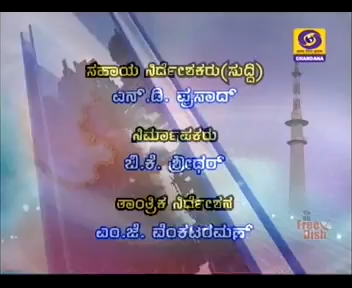 ಸಹಾಯ ನಿರ್ದೇಶಕರು(ಸುದ್ದಿ)
ಎನ್.ಡಿ. ಪ್ರಸಾದ್
ನಿರ್ಮಾಪಕರು
ಬಿ.ಕೆ. ಶ್ರೀಧರ್
ತಾಂತ್ರಿಕ ನಿರ್ದೇಶನ
ಎಂ.ಜೆ. ವೆಂಕಟರಮಣ್
CHANDANA
Free
Dish